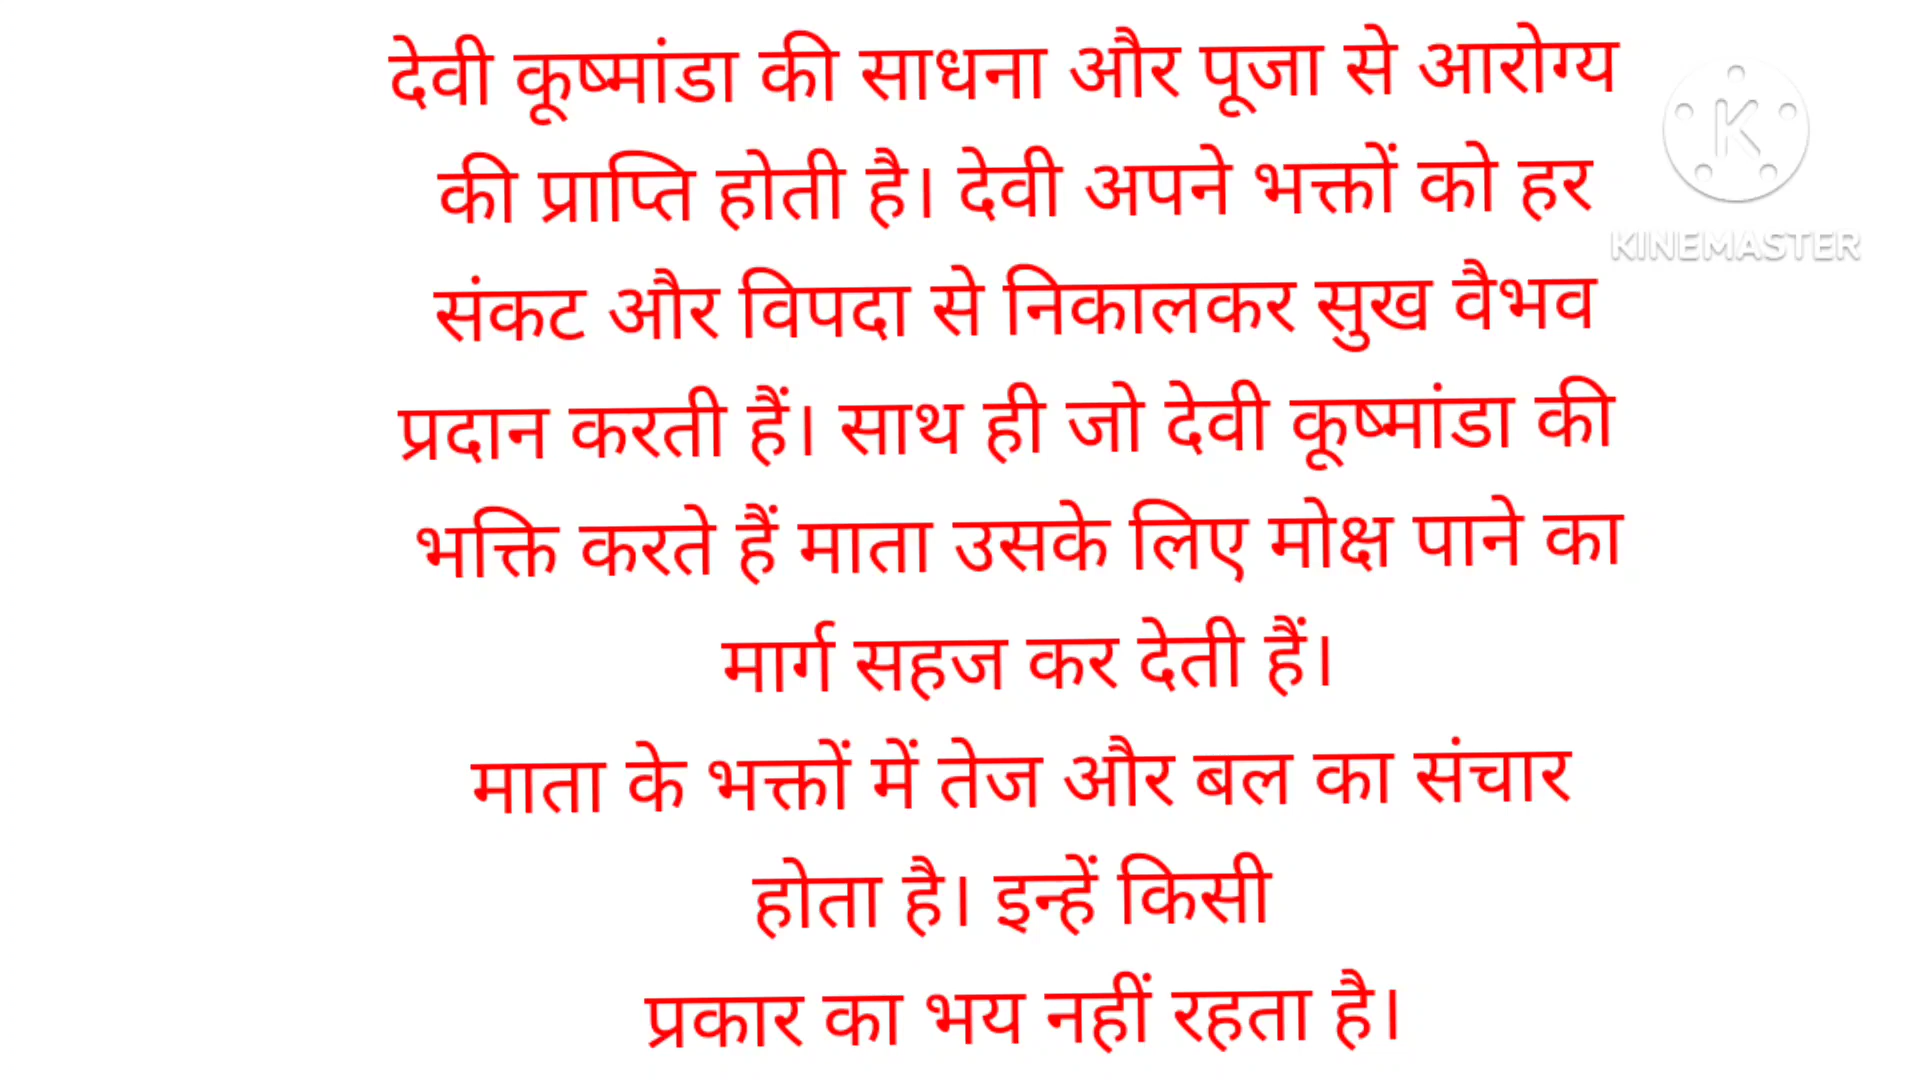 देवी कूष्मांडा की साधना और पूजा से आरोग्य
की प्राप्ति होती है। देवी अपने भक्तों को हर
संकट और विपदा से निकालकर सुख वैभव
प्रदान करती हैं। साथ ही जो देवी कूष्मांडा की
भक्ति करते हैं माता उसके लिए मोक्ष पाने का
मार्ग सहज कर देती हैं।
माता के भक्तों में तेज और बल का संचार
होता है। इन्हें किसी
प्रकार का भय नहीं रहता है।
K
KINEMASTER